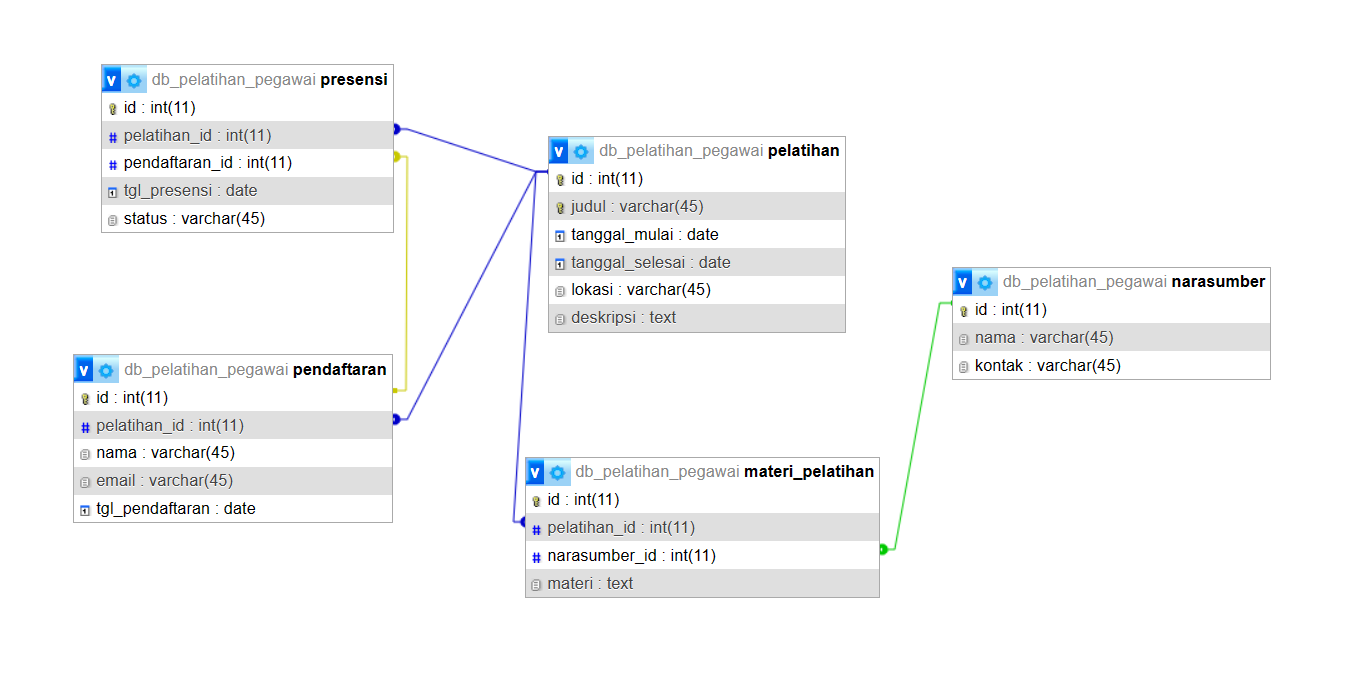 db_pelatihan_pegawai presensi
id : int(11)
pelatihan_id : int(11)
pendaftaran_id : int(11)
tgl_presensi : date
status : varchar(45)
db_pelatihan_pegawai pelatihan
id : int(11)
judul : varchar(45)
tanggal_mulai : date
tanggal_selesai : date
lokasi : varchar(45)
deskripsi : text
db_pelatihan_pegawai narasumber
id : int(11)
nama : varchar(45)
kontak : varchar(45)
db_pelatihan_pegawai pendaftaran
id : int(11)
pelatihan_id : int(11)
nama : varchar(45)
email : varchar(45)
tgl_pendaftaran : date
db_pelatihan_pegawai materi_pelatihan
id : int(11)
pelatihan_id : int(11)
narasumber_id : int(11)
materi : text